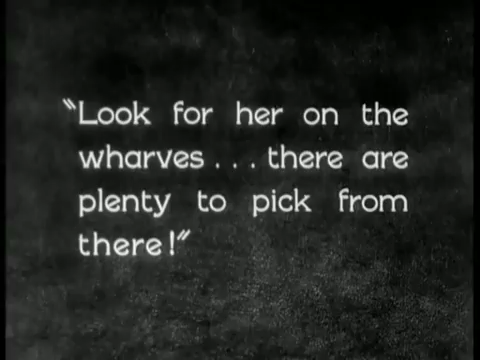 "Look for her on the
wharves . . . there are
plenty to pick from
there!"